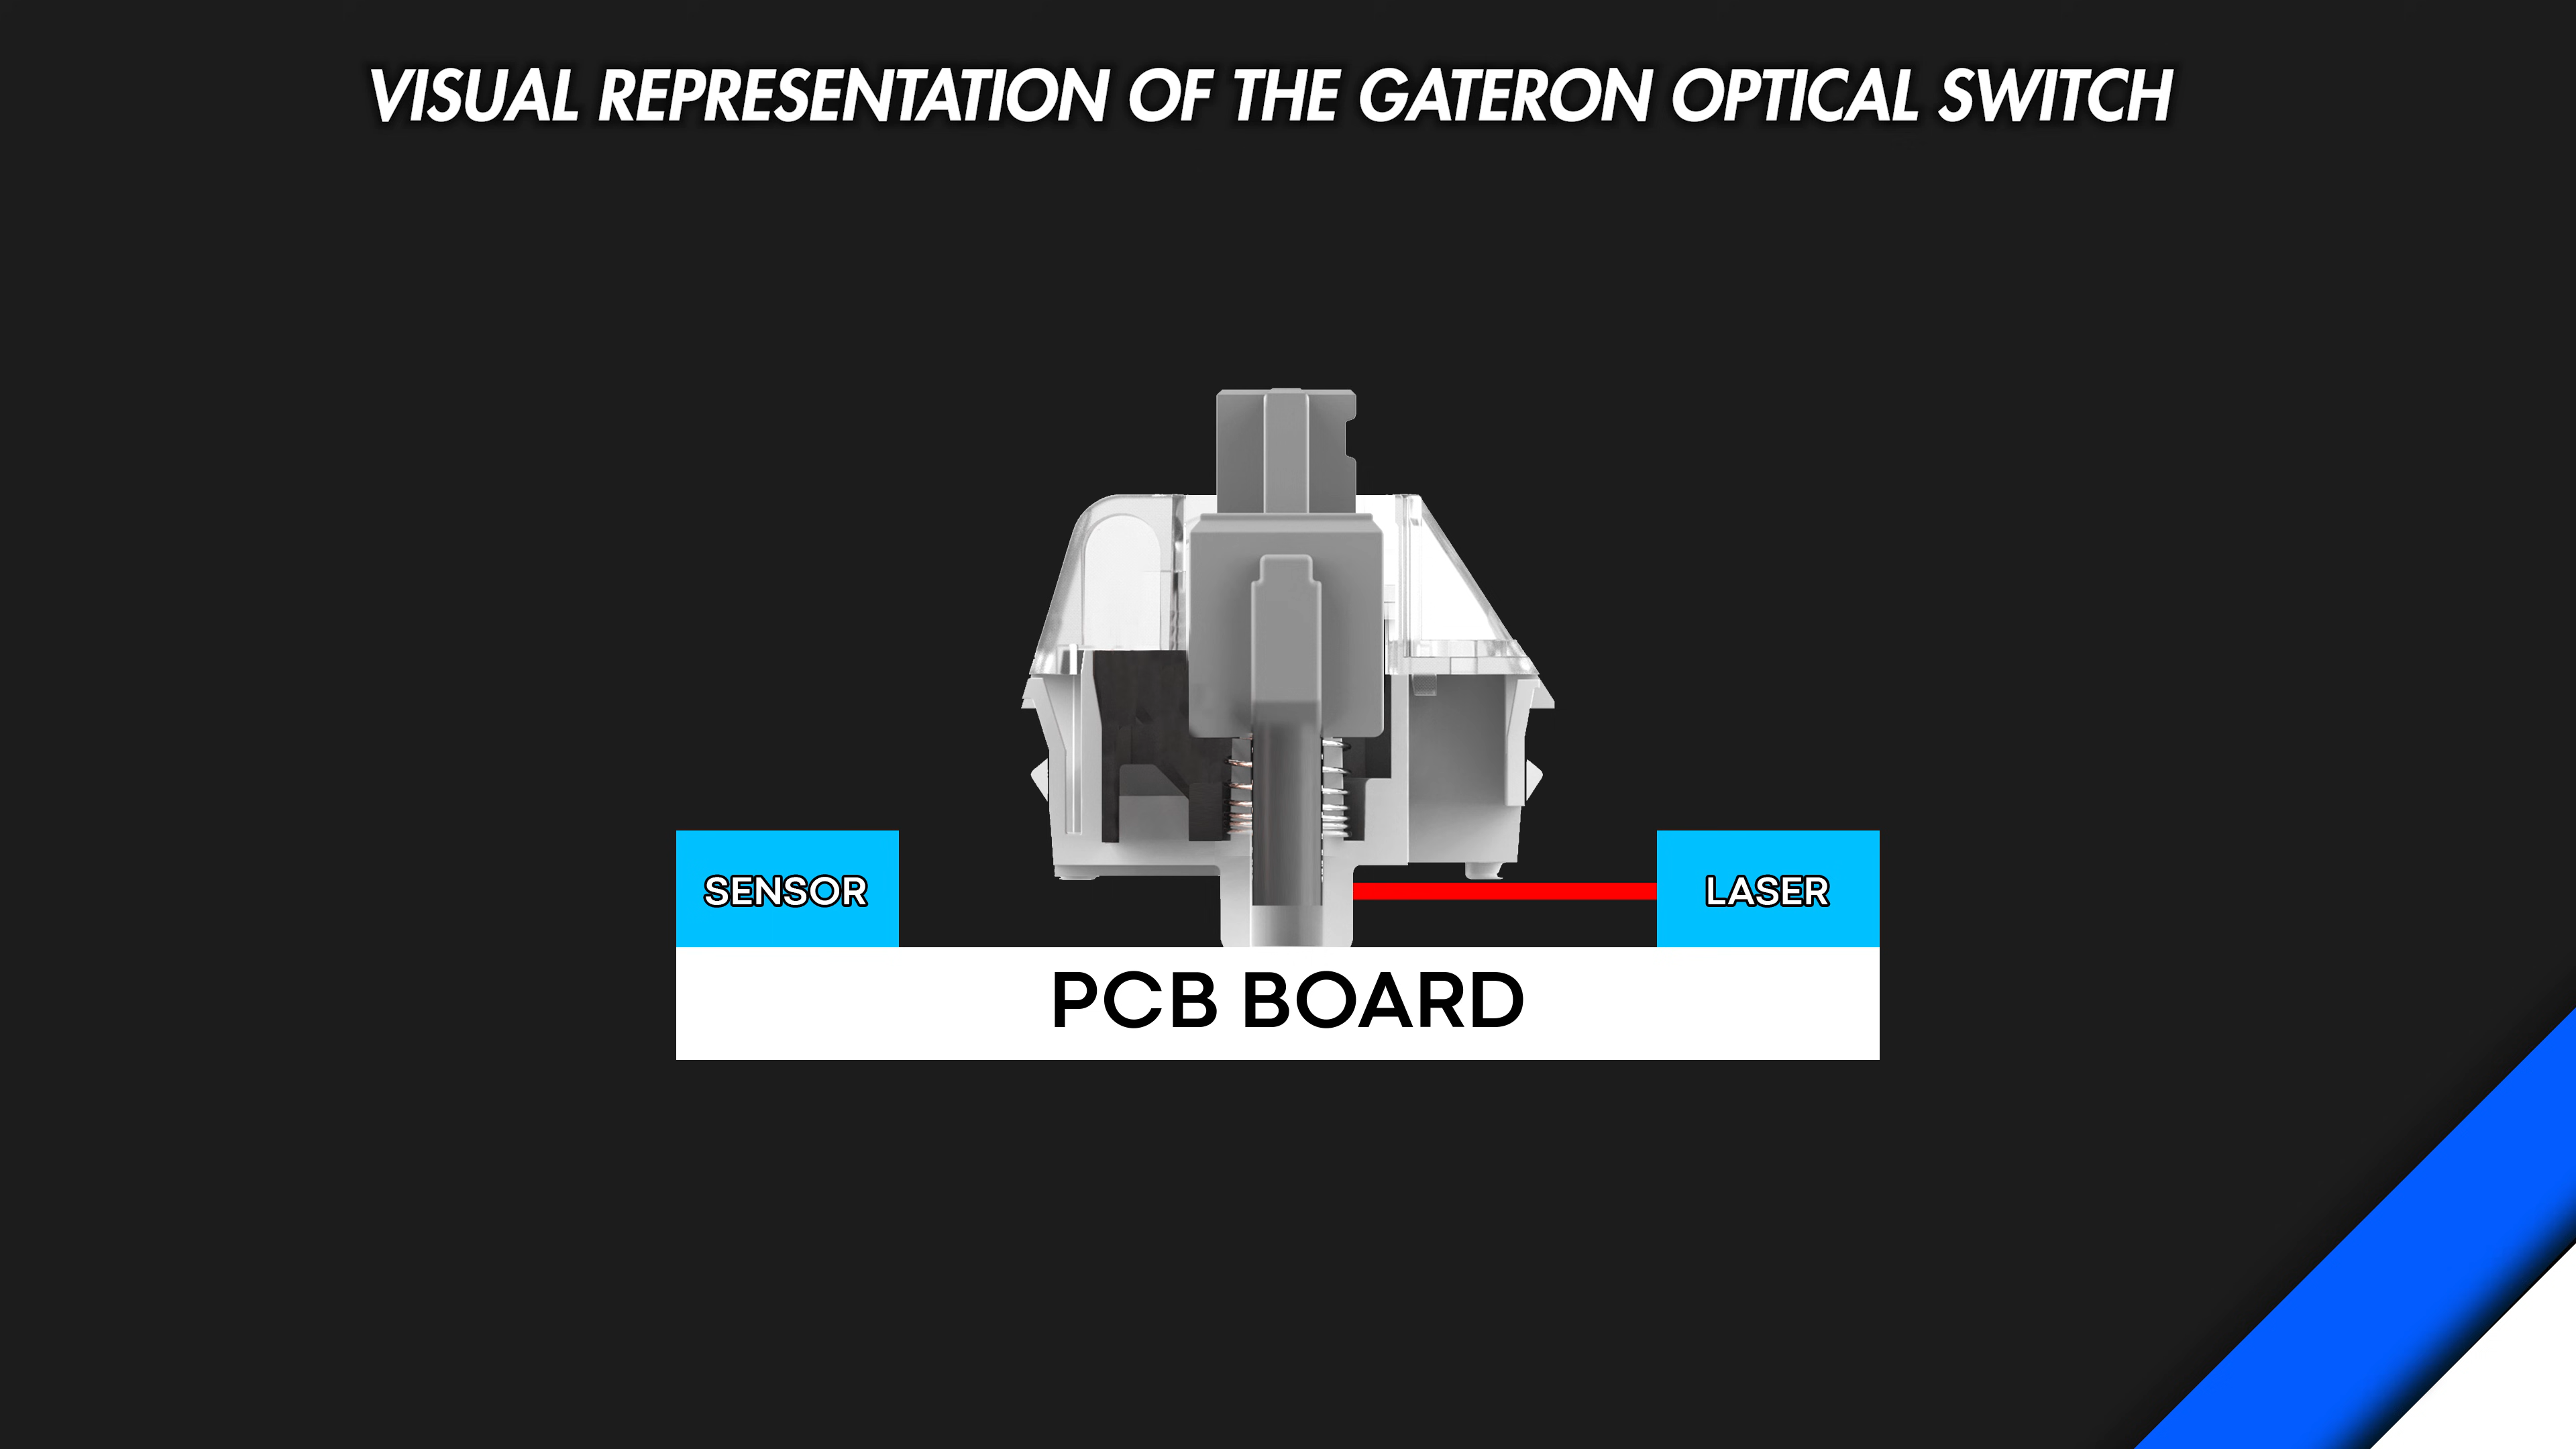 VISUAL REPRESENTATION OF THE GATERON OPTICAL SWITCH
SENSOR
LASER
PCB BOARD